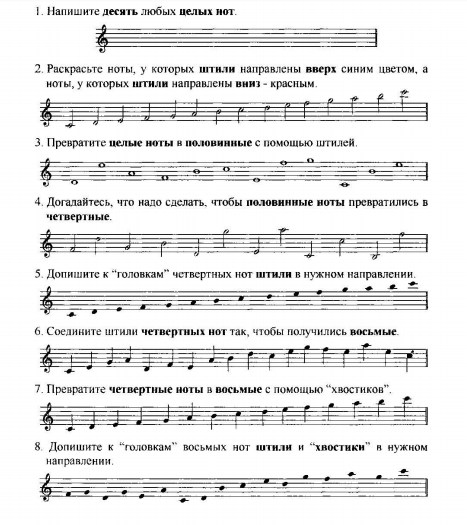 1. Напишите десять любых целых нот.
2. Раскрасьте ноты, у которых штили направлены вверх синим цветом, а
ноты, у которых штили направлены вниз - красным.
3. Превратите целые ноты в половинные с помощью штилей.
4. Догадайтесь, что надо сделать, чтобы половинные ноты превратились в
четвертные.
5. Допишите к “головкам” четвертных нот штили в нужном направлении.
6. Соедините штили четвертных нот так, чтобы получились восьмые.
7. Превратите четвертные ноты в восьмые с помощью “хвостиков”.
8. Допишите к “головкам” восьмых нот штили и “хвостики” в нужном
направлении.